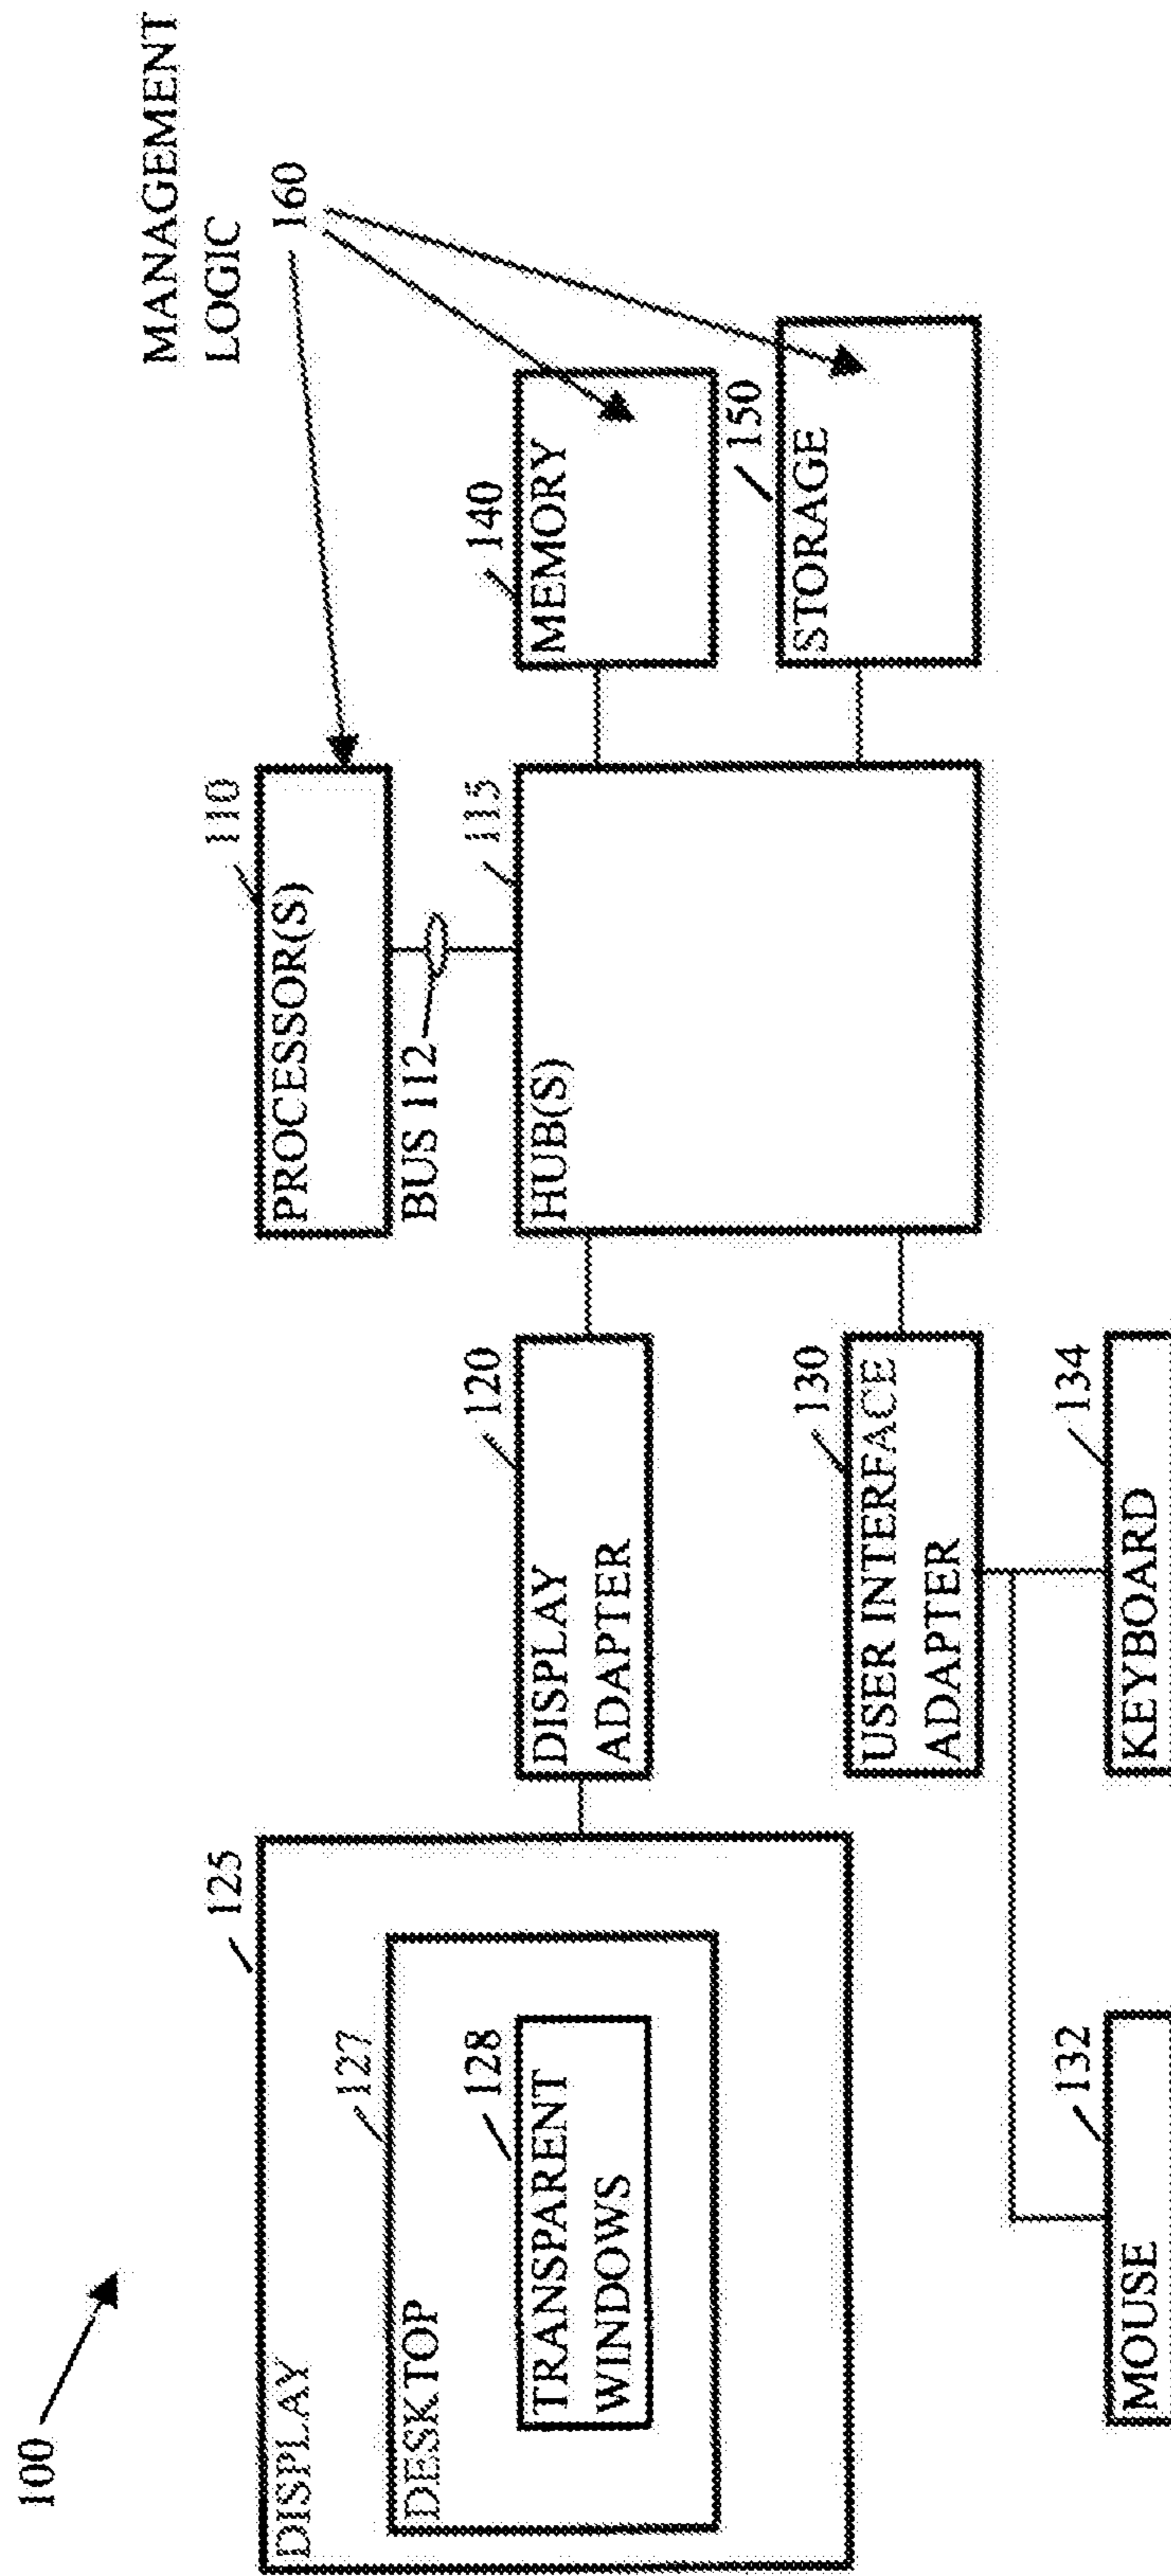 100
MANAGEMENT
LOGIC
160
DISPLAY
125
DESKTOP
127
TRANSPARENT
WINDOWS
128
PROCESSOR(S)
110
BUS 112
DISPLAY
ADAPTER
120
HUB(S)
115
MEMORY
140
STORAGE
150
USER INTERFACE
ADAPTER
130
MOUSE
132
KEYBOARD
134